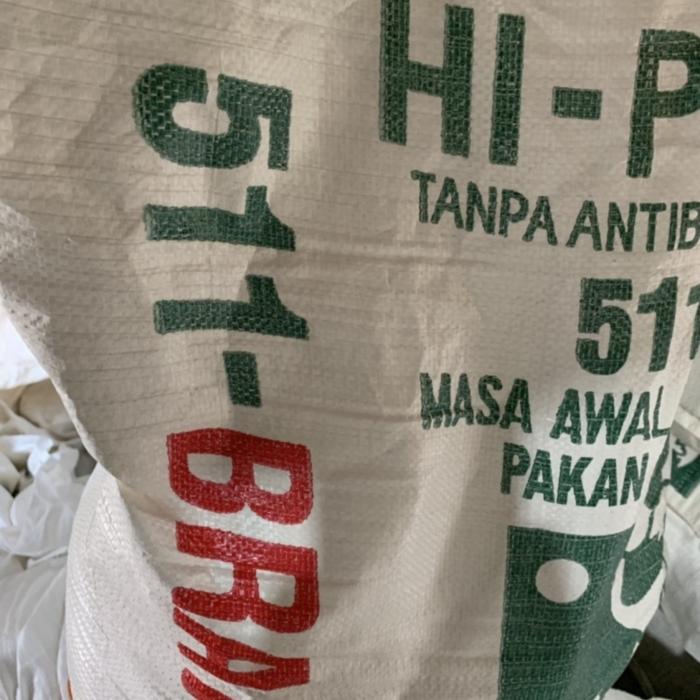 511-BRA
HI-P
TANPA ANTIB
511
MASA AWAL
PAKAN